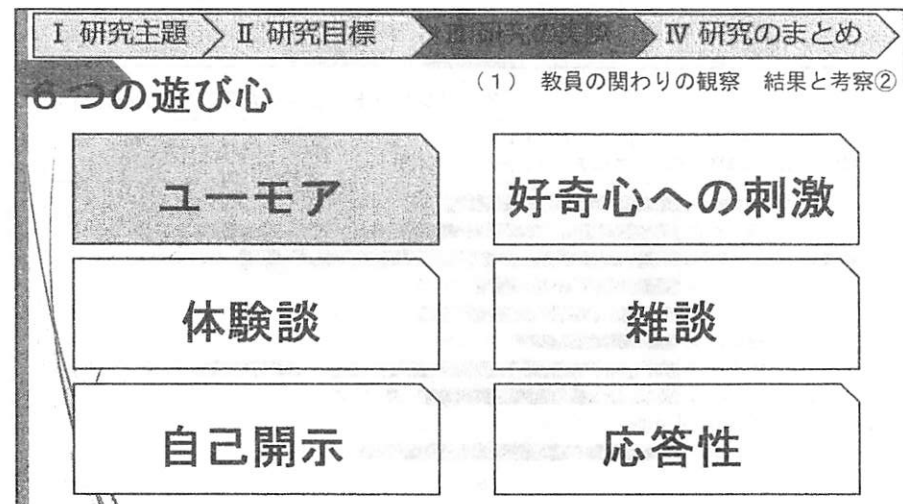 Ⅰ 研究主題 Ⅱ 研究目標 Ⅳ 研究のまとめ
(1) 教員の関わりの観察 結果と考察②
6つの遊び心
ユーモア 好奇心への刺激
体験談 雑談
自己開示 応答性